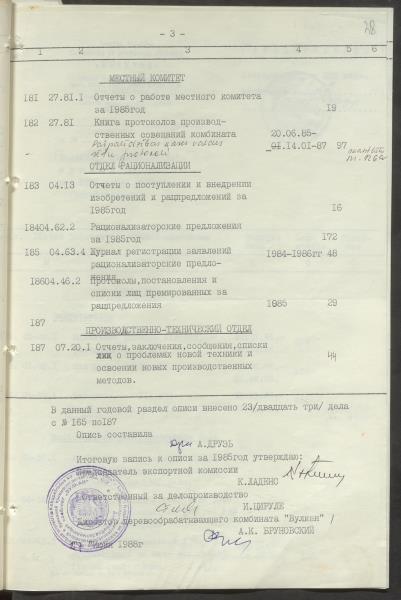 - 3 -
28
1 2 3 4 5 6
МЕСТНЫЙ КОМИТЕТ
181 27.81.1 Отчеты о работе местного комитета
за 1985год 19
182 27.81 Книга протоколов производ-
ственных совещаний комбината 20.06.85-
14.01-87 97
ОТДЕЛ РАЦИОНАЛИЗАЦИИ
183 04.13 Отчеты о поступлении и внедрении
изобретений и рацпредложений за
1985год 16
18404.62.2 Рационализаторские предложения
за 1985год 172
185 04.63.4 Журнал регистрации заявлений 1984-1986гг 48
рационализаторские предло-
жения
18604.46.2 Протоколы,постановления и
списки лиц премированных за
рацпредложения 1985 29
187
ПРОИЗВОДСТВЕННО-ТЕХНИЧЕСКИЙ ОТДЕЛ
187 07.20.1 Отчеты,заключения,сообщения,списки
лиц о проблемах новой техники и 44
освоении новых производственных
методов.
В данный годовой раздел описи внесено 23/двадцать три/ дела
с № 165 по187
Опись составила
А.ДРУЗЬ
Итоговую запись к описи за 1985год утверждаю:
Председатель экспортной комиссии
К.ЛАДЕНС
Ответственный за делопроизводство
И.ЦИРУЛЕ
Директор деревообрабатывающего комбината "Вулкан"
А.К. БРУНОВСКИЙ
июня 1988г